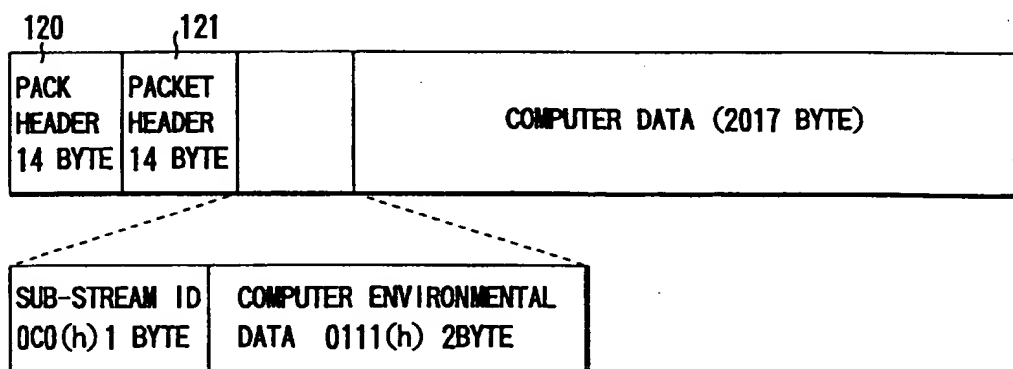 120
121
PACK
HEADER
14 BYTE
PACKET
HEADER
14 BYTE
COMPUTER DATA (2017 BYTE)
SUB-STREAM ID
0C0(h) 1 BYTE
COMPUTER ENVIRONMENTAL
DATA 0111(h) 2BYTE